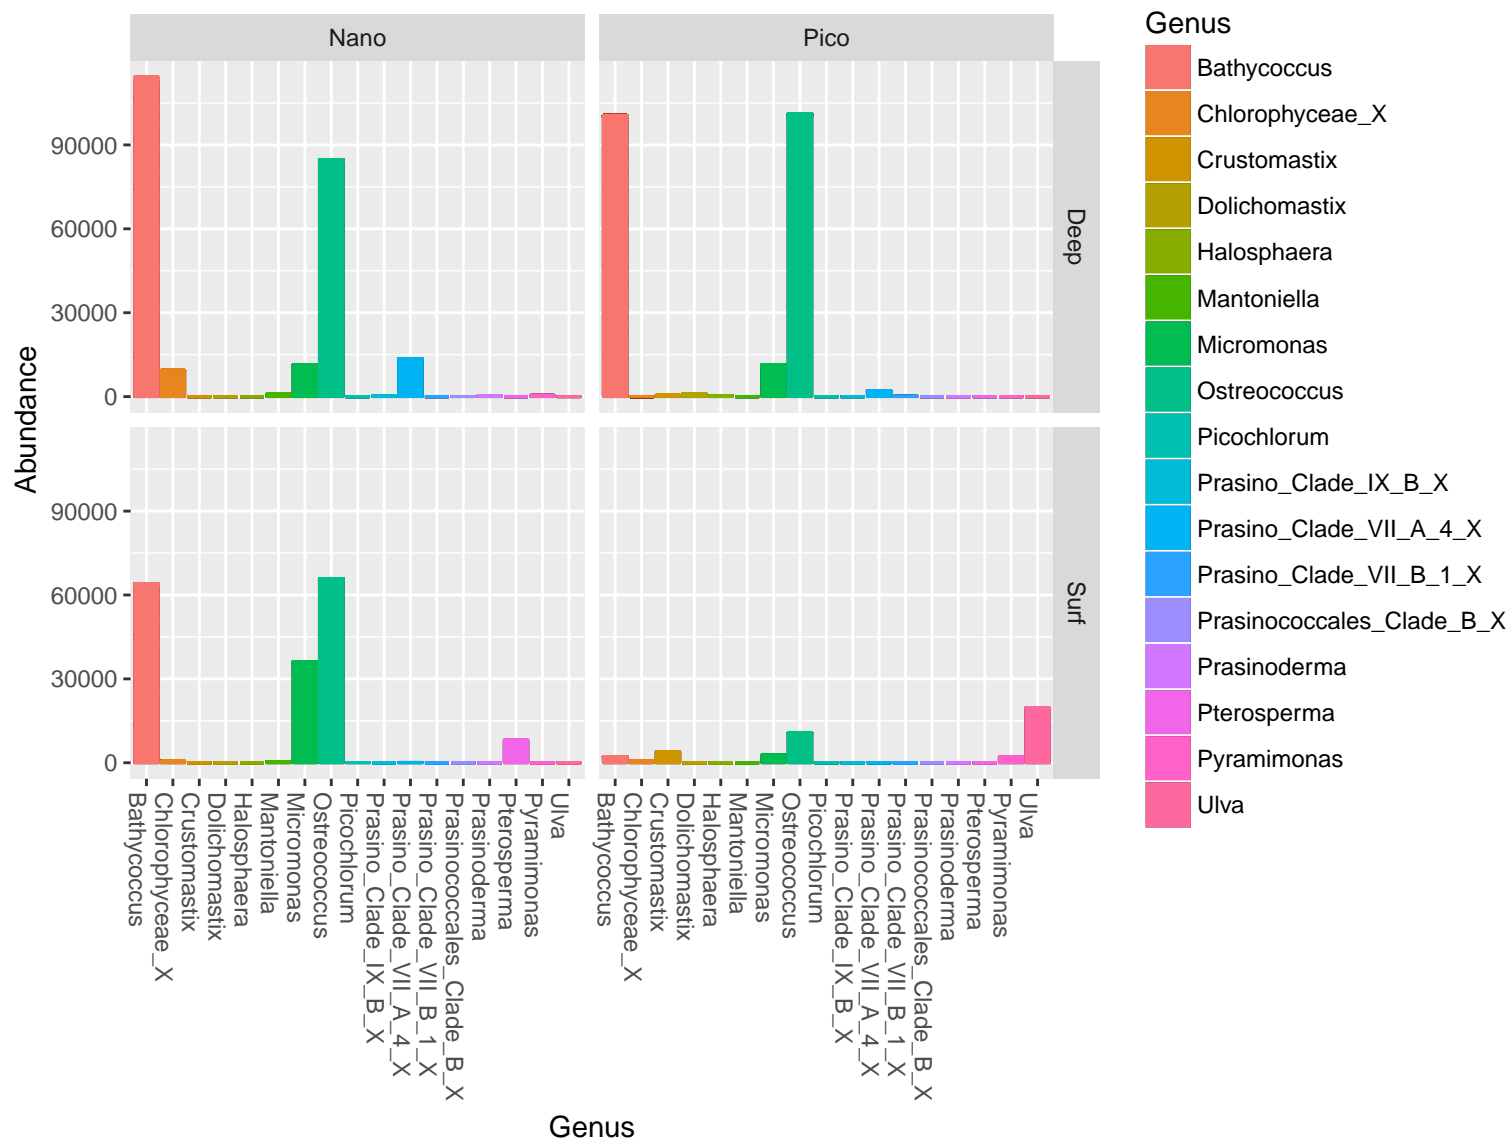 Nano
Pico
Genus
Bathycoccus
Chlorophyceae_X
Crustomastix
Dolichomastix
Halosphaera
Mantoniella
Micromonas
Ostreococcus
Picochlorum
Prasino_Clade_IX_B_X
Prasino_Clade_VII_A_4_X
Prasino_Clade_VII_B_1_X
Prasinococcales_Clade_B_X
Prasinoderma
Pterosperma
Pyramimonas
Ulva
Abundance
90000
60000
30000
0
Deep
90000
60000
30000
0
Surf
Bathycoccus
Chlorophyceae_X
Crustomastix
Dolichomastix
Halosphaera
Mantoniella
Micromonas
Ostreococcus
Picochlorum
Prasino_Clade_IX_B_X
Prasino_Clade_VII_A_4_X
Prasino_Clade_VII_B_1_X
Prasinococcales_Clade_B_X
Prasinoderma
Pterosperma
Pyramimonas
Ulva
Bathycoccus
Chlorophyceae_X
Crustomastix
Dolichomastix
Halosphaera
Mantoniella
Micromonas
Ostreococcus
Picochlorum
Prasino_Clade_IX_B_X
Prasino_Clade_VII_A_4_X
Prasino_Clade_VII_B_1_X
Prasinococcales_Clade_B_X
Prasinoderma
Pterosperma
Pyramimonas
Ulva
Genus